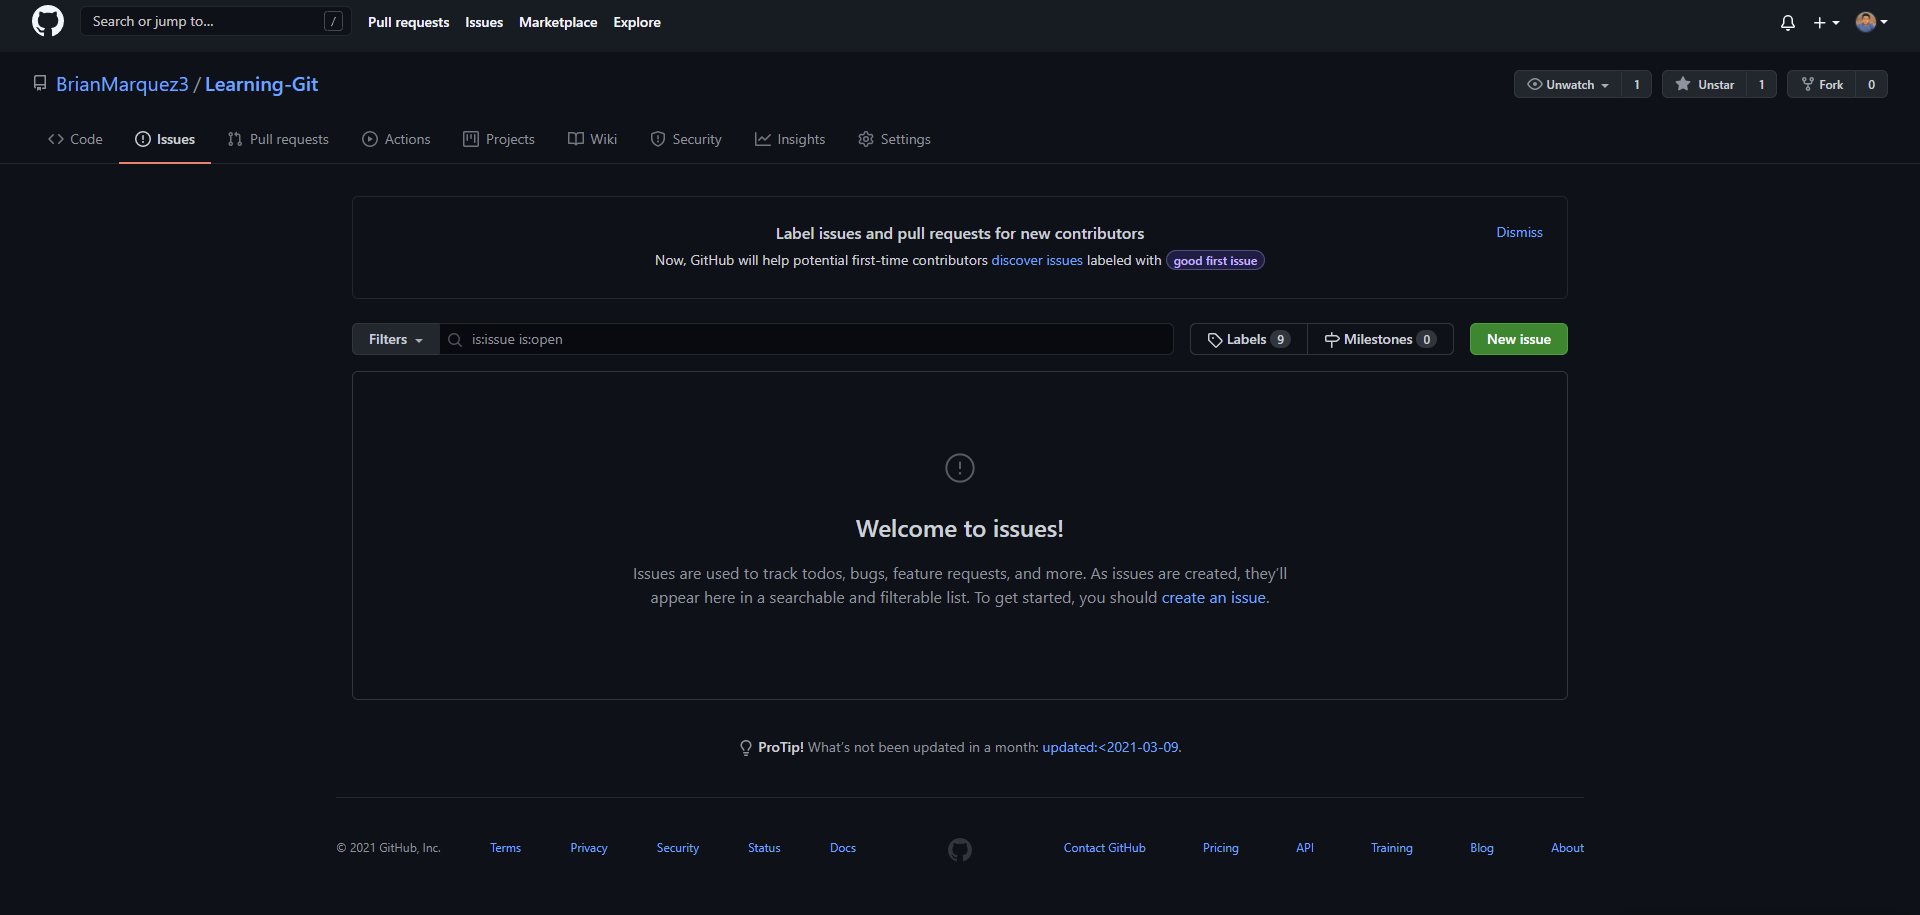 Search or jump to... /
Pull requests Issues Marketplace Explore
BrianMarquez3 / Learning-Git
Unwatch 1 Unstar 1 Fork 0
Code Issues Pull requests Actions Projects Wiki Security Insights Settings
Label issues and pull requests for new contributors
Dismiss
Now, GitHub will help potential first-time contributors discover issues labeled with good first issue
Filters is:issue is:open Labels 9 Milestones 0 New issue
Welcome to issues!
Issues are used to track todos, bugs, feature requests, and more. As issues are created, they’ll
appear here in a searchable and filterable list. To get started, you should create an issue.
ProTip! What’s not been updated in a month: updated:<2021-03-09.
© 2021 GitHub, Inc. Terms Privacy Security Status Docs Contact GitHub Pricing API Training Blog About